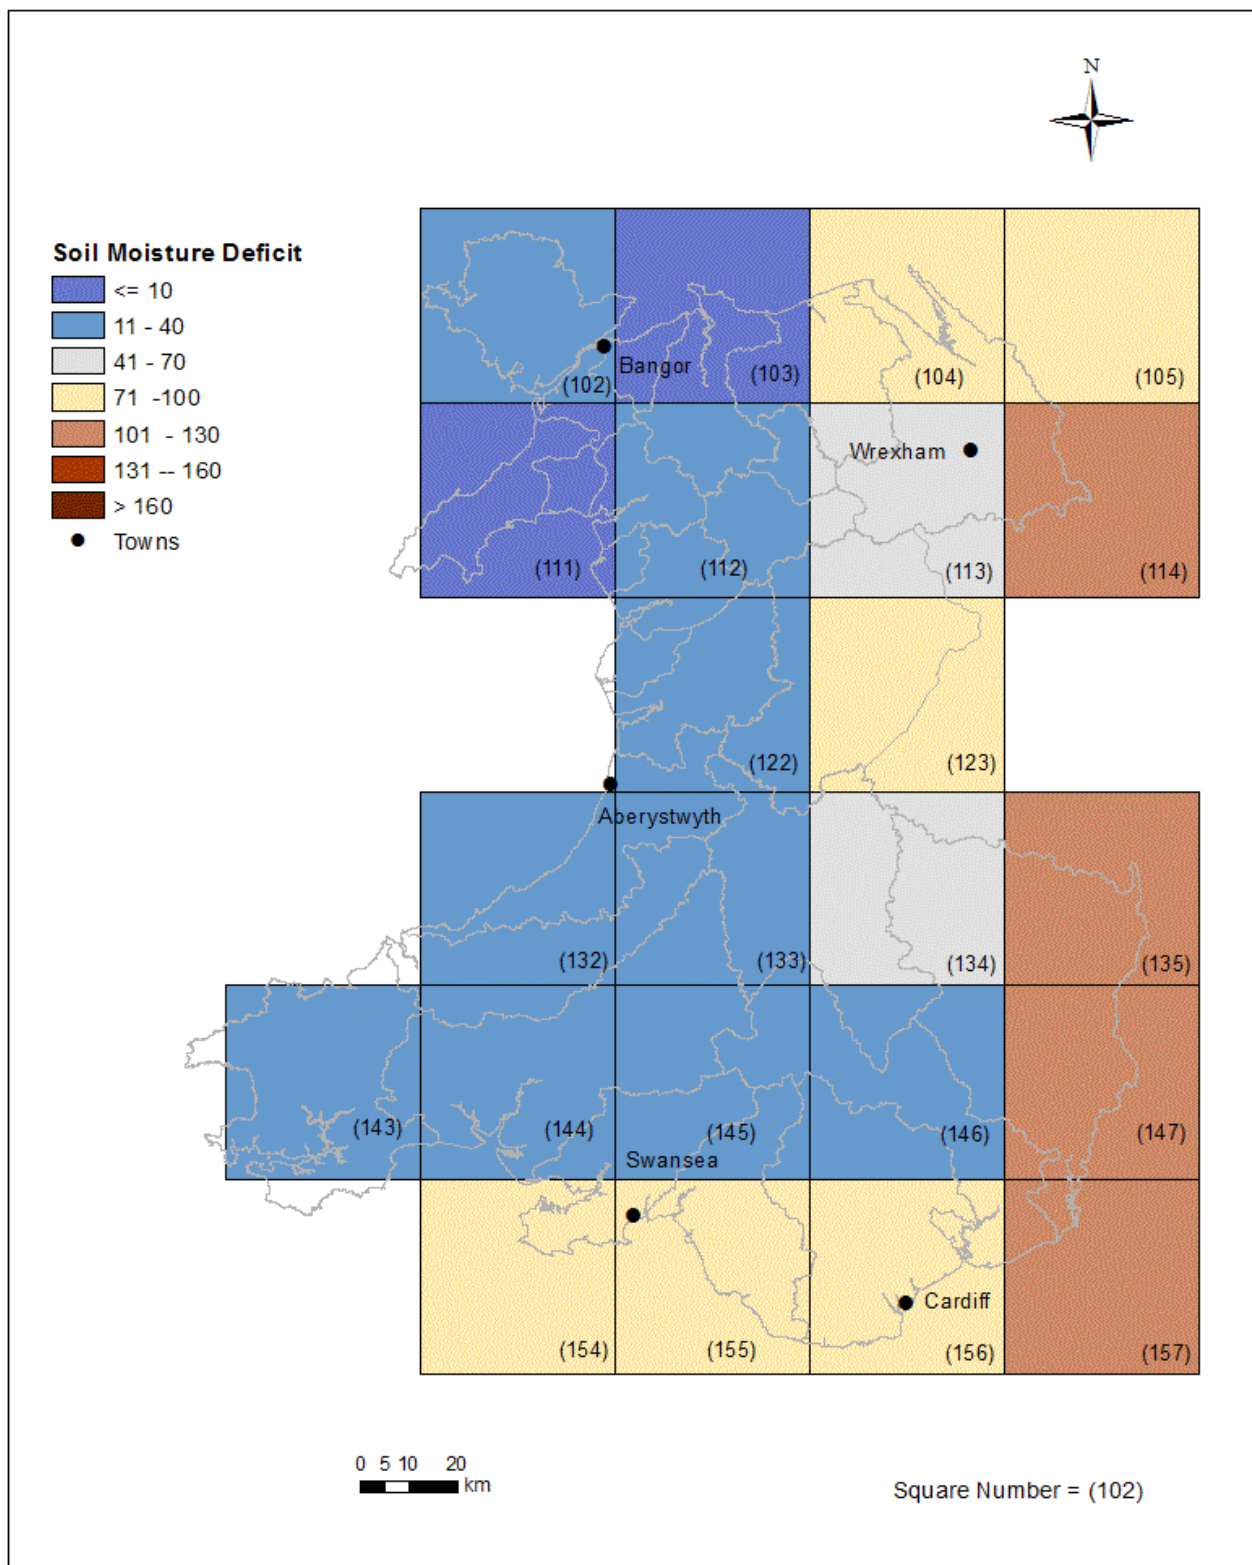 N
Soil Moisture Deficit
<= 10
11 - 40
41 - 70
71 -100
101 - 130
131 -- 160
> 160
Towns
Bangor
(102)
(103)
(104)
(105)
Wrexham
(111)
(112)
(113)
(114)
(122)
(123)
Aberystwyth
(132)
(133)
(134)
(135)
(143)
(144)
(145)
(146)
(147)
Swansea
Cardiff
(154)
(155)
(156)
(157)
0 5 10 20
km
Square Number = (102)